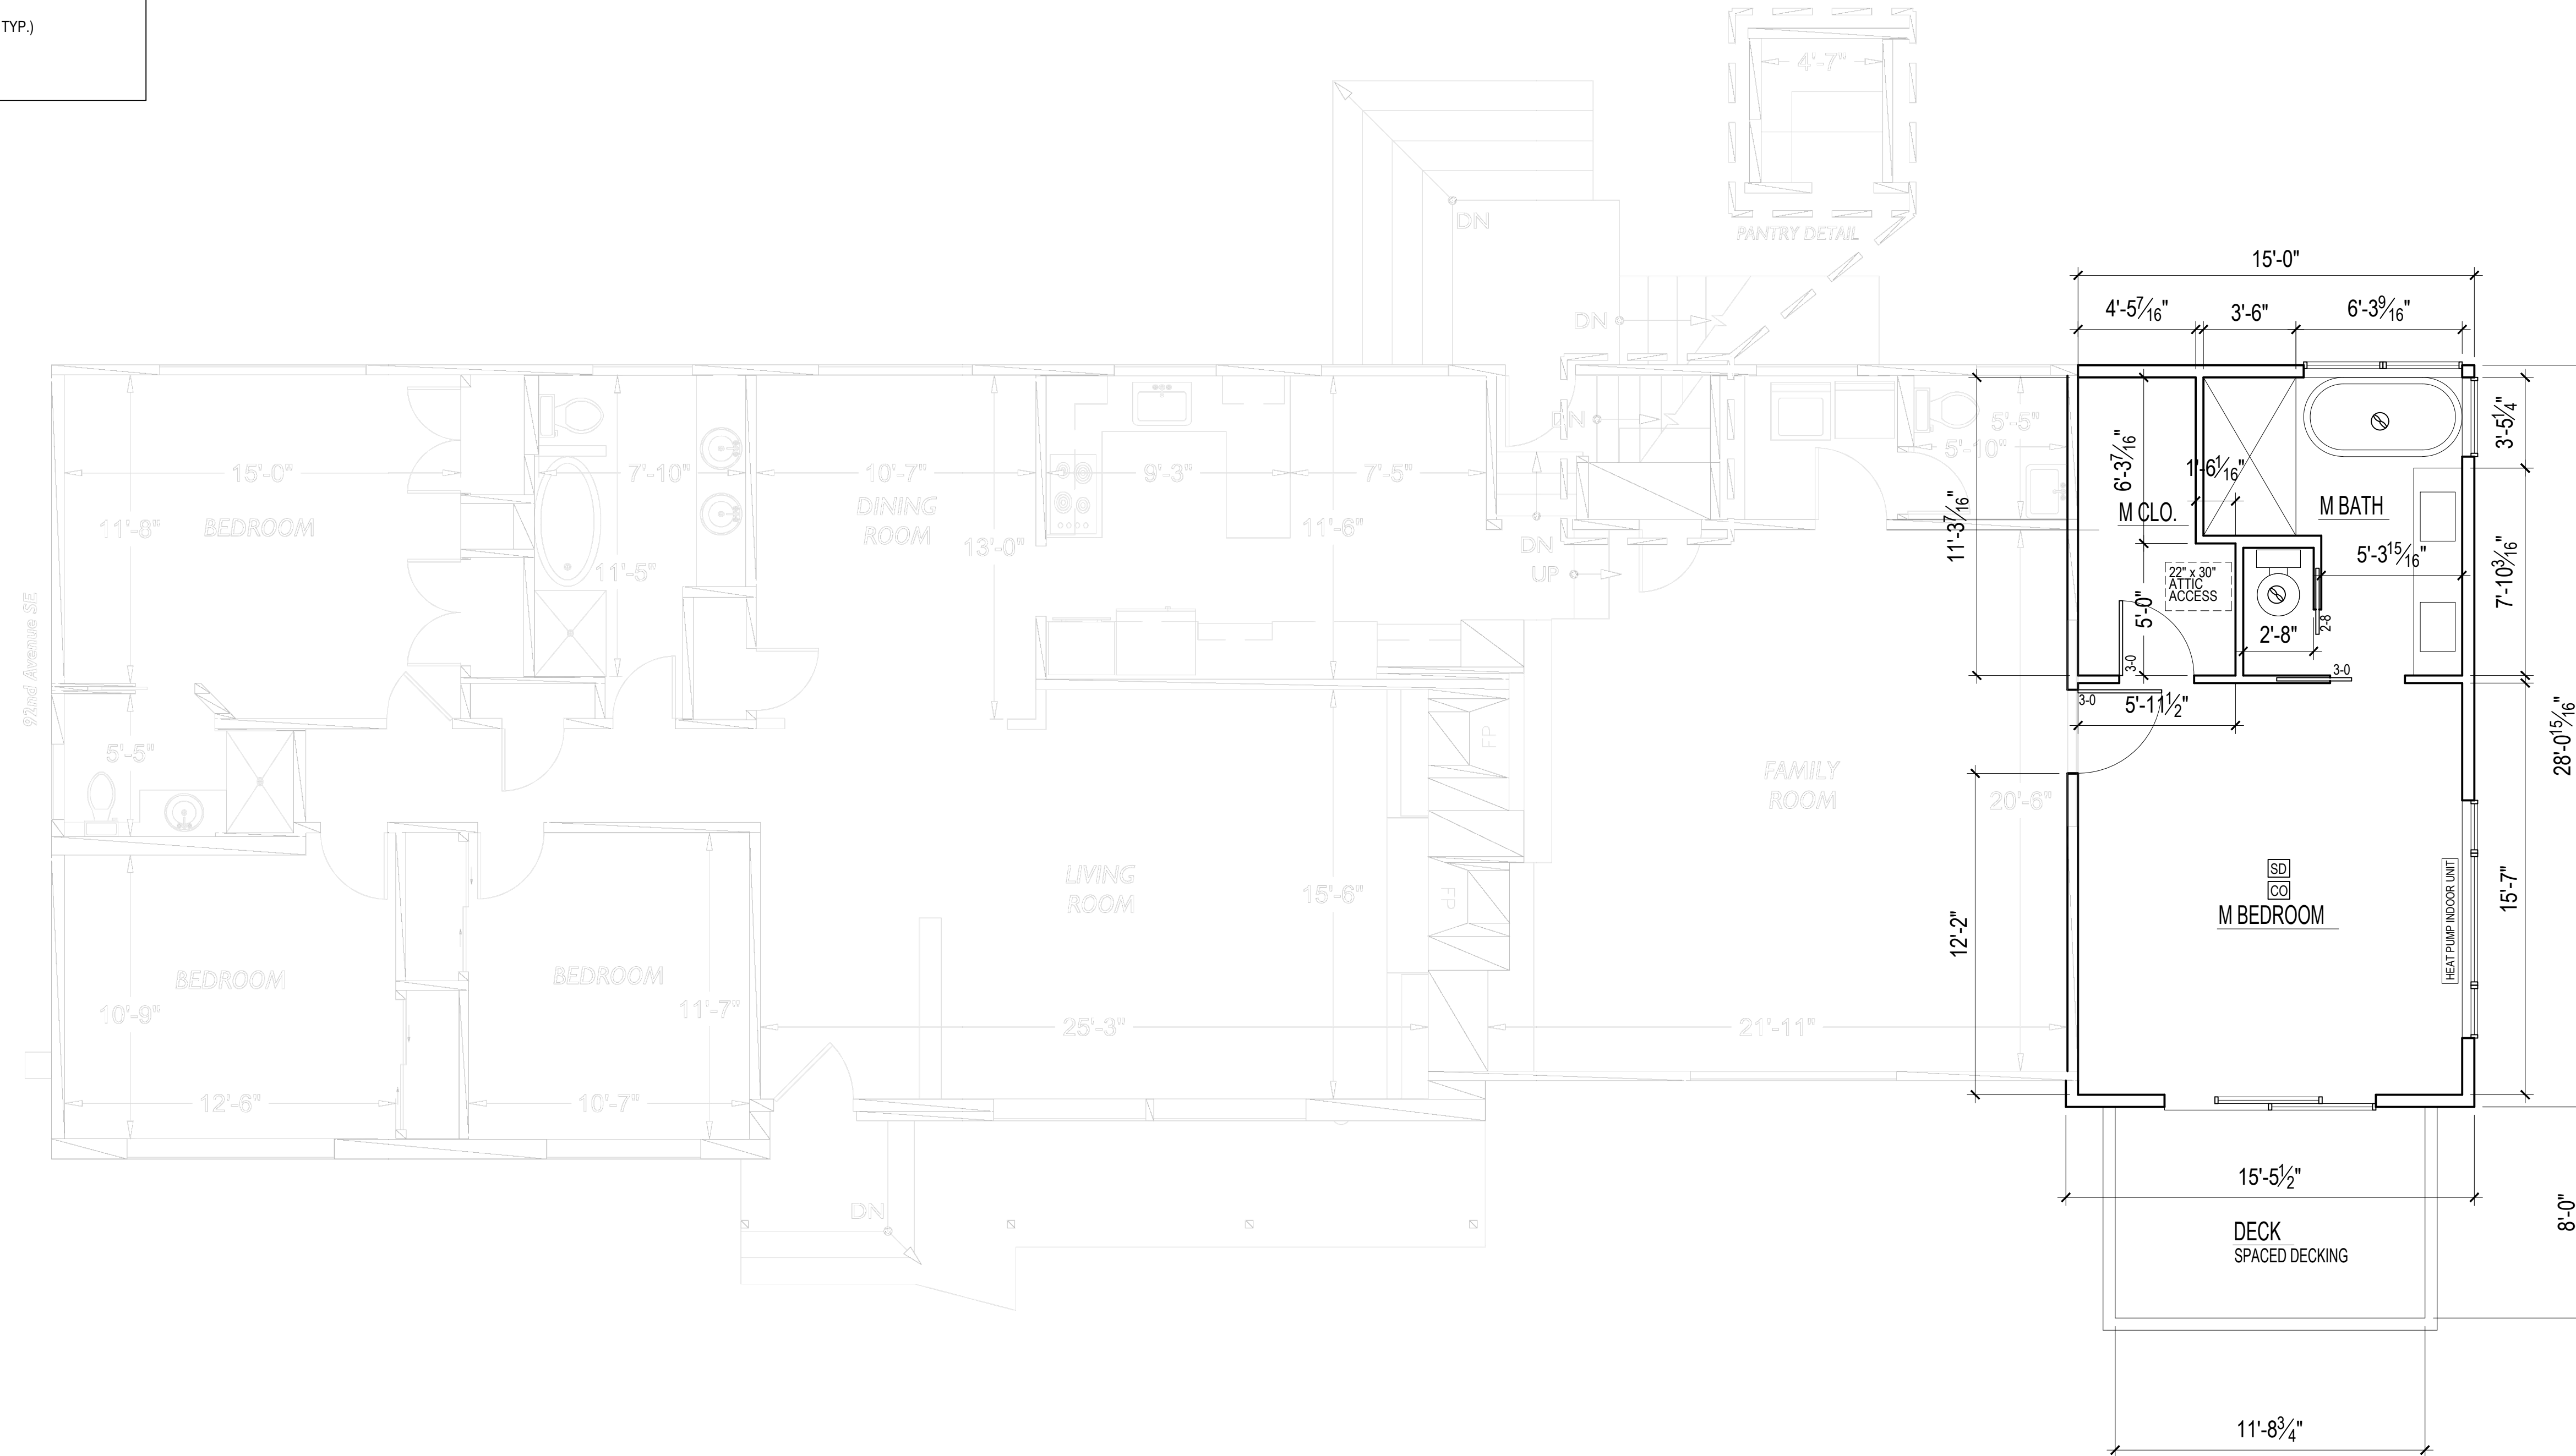 TYP.)
4'-7"
DN
PANTRY DETAIL
15'-0"
4'-5 7/16"
3'-6"
6'-3 9/16"
DN
DN
5'-5"
5'-10"
3'-5 1/4"
15'-0"
7'-10"
10'-7"
9'-3"
7'-5"
6'-3 7/16"
1'-6 1/16"
DINING
ROOM
M CLO.
M BATH
11'-8"
BEDROOM
11'-6"
11'-3 7/16"
13'-0"
DN
5'-3 15/16"
11'-5"
UP
22" x 30"
ATTIC
ACCESS
7'-10 3/16"
5'-0"
2'-8"
2-8
92nd Avenue SE
3-0
3-0
3-0
5'-11 1/2"
FP
28'-0 15/16"
5'-5"
FAMILY
ROOM
20'-6"
LIVING
ROOM
15'-6"
FP
SD
CO
M BEDROOM
HEAT PUMP INDOOR UNIT
15'-7"
12'-2"
BEDROOM
BEDROOM
10'-9"
11'-7"
25'-3"
21'-11"
12'-6"
10'-7"
15'-5 1/2"
DN
8'-0"
DECK
SPACED DECKING
11'-8 3/4"